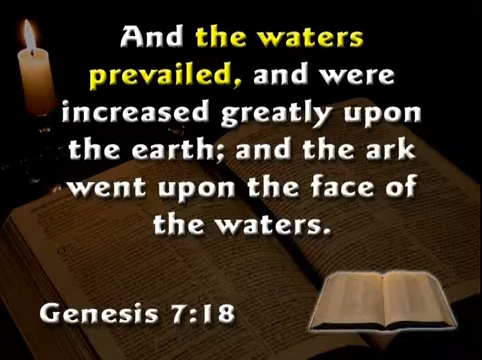 And the waters
prevailed, and were
increased greatly upon
the earth; and the ark
went upon the face of
the waters.
Genesis 7:18